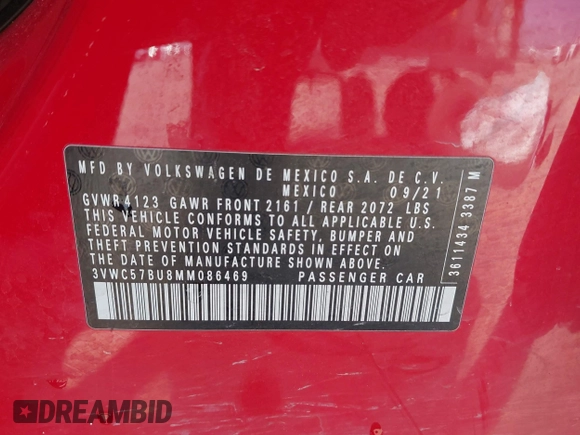 MFD BY VOLKSWAGEN DE MEXICO S.A. DE C.V.
MEXICO 09/21
GVWR 4123 GAWR FRONT 2161 / REAR 2072 LBS
THIS VEHICLE CONFORMS TO ALL APPLICABLE U.S.
FEDERAL MOTOR VEHICLE SAFETY, BUMPER AND
THEFT PREVENTION STANDARDS IN EFFECT ON
THE DATE OF MANUFACTURE SHOWN ABOVE.
3VWC57BU8MM086469 PASSENGER CAR
3611434 3387 M
DREAMBID